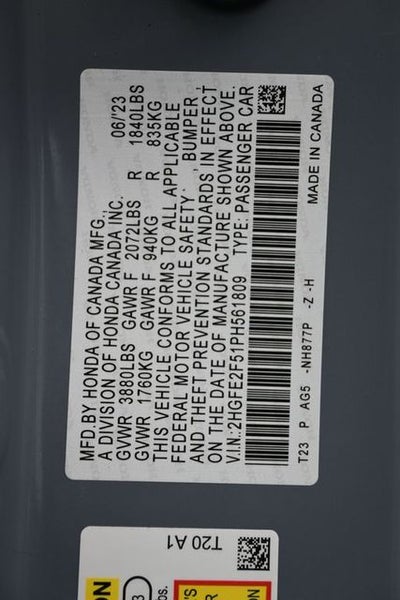 MFD.BY HONDA OF CANADA MFG.,
A DIVISION OF HONDA CANADA INC. 06/'23
GVWR 3880LBS GAWR F 2072LBS R 1840LBS
GVWR 1760KG GAWR F 940KG R 835KG
THIS VEHICLE CONFORMS TO ALL APPLICABLE
FEDERAL MOTOR VEHICLE SAFETY, BUMPER,
AND THEFT PREVENTION STANDARDS IN EFFECT
ON THE DATE OF MANUFACTURE SHOWN ABOVE.
V.I.N.:2HGFE2F51PH561809 TYPE: PASSENGER CAR
T23 P AG5 -NH877P -Z -H
MADE IN CANADA
T20 A1